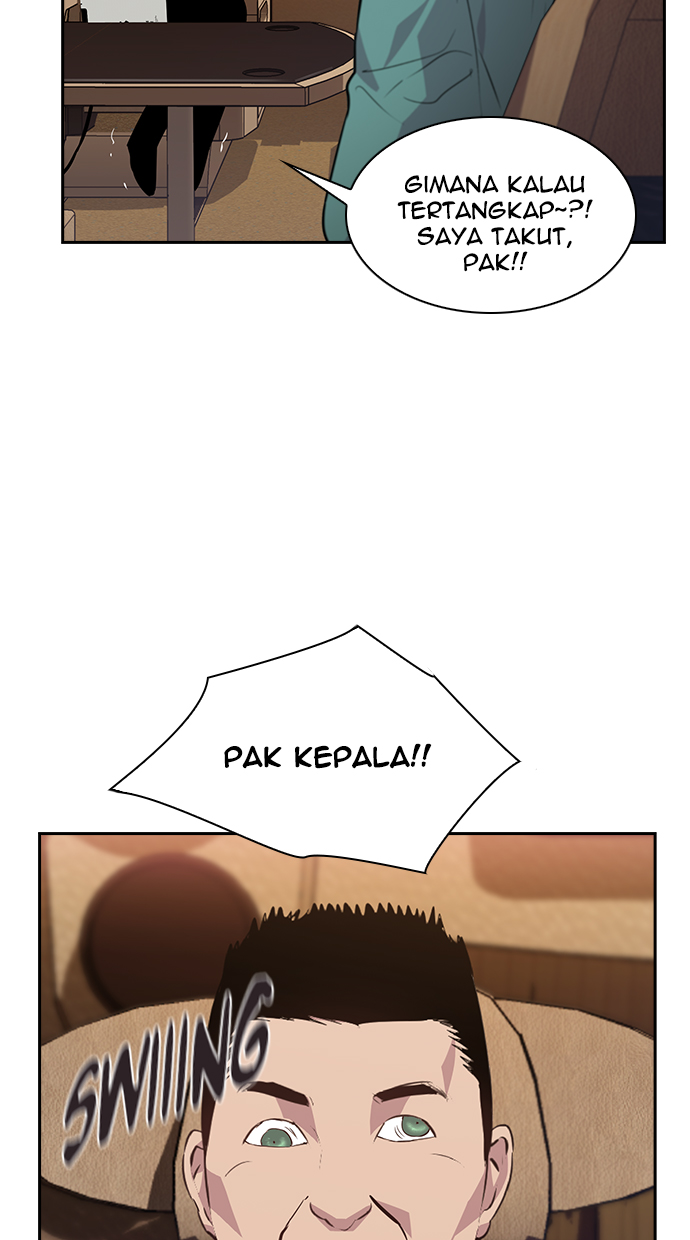 GIMANA KALAU
TERTANGKAP~?!
SAYA TAKUT,
PAK!!
PAK KEPALA!!
SWIIING